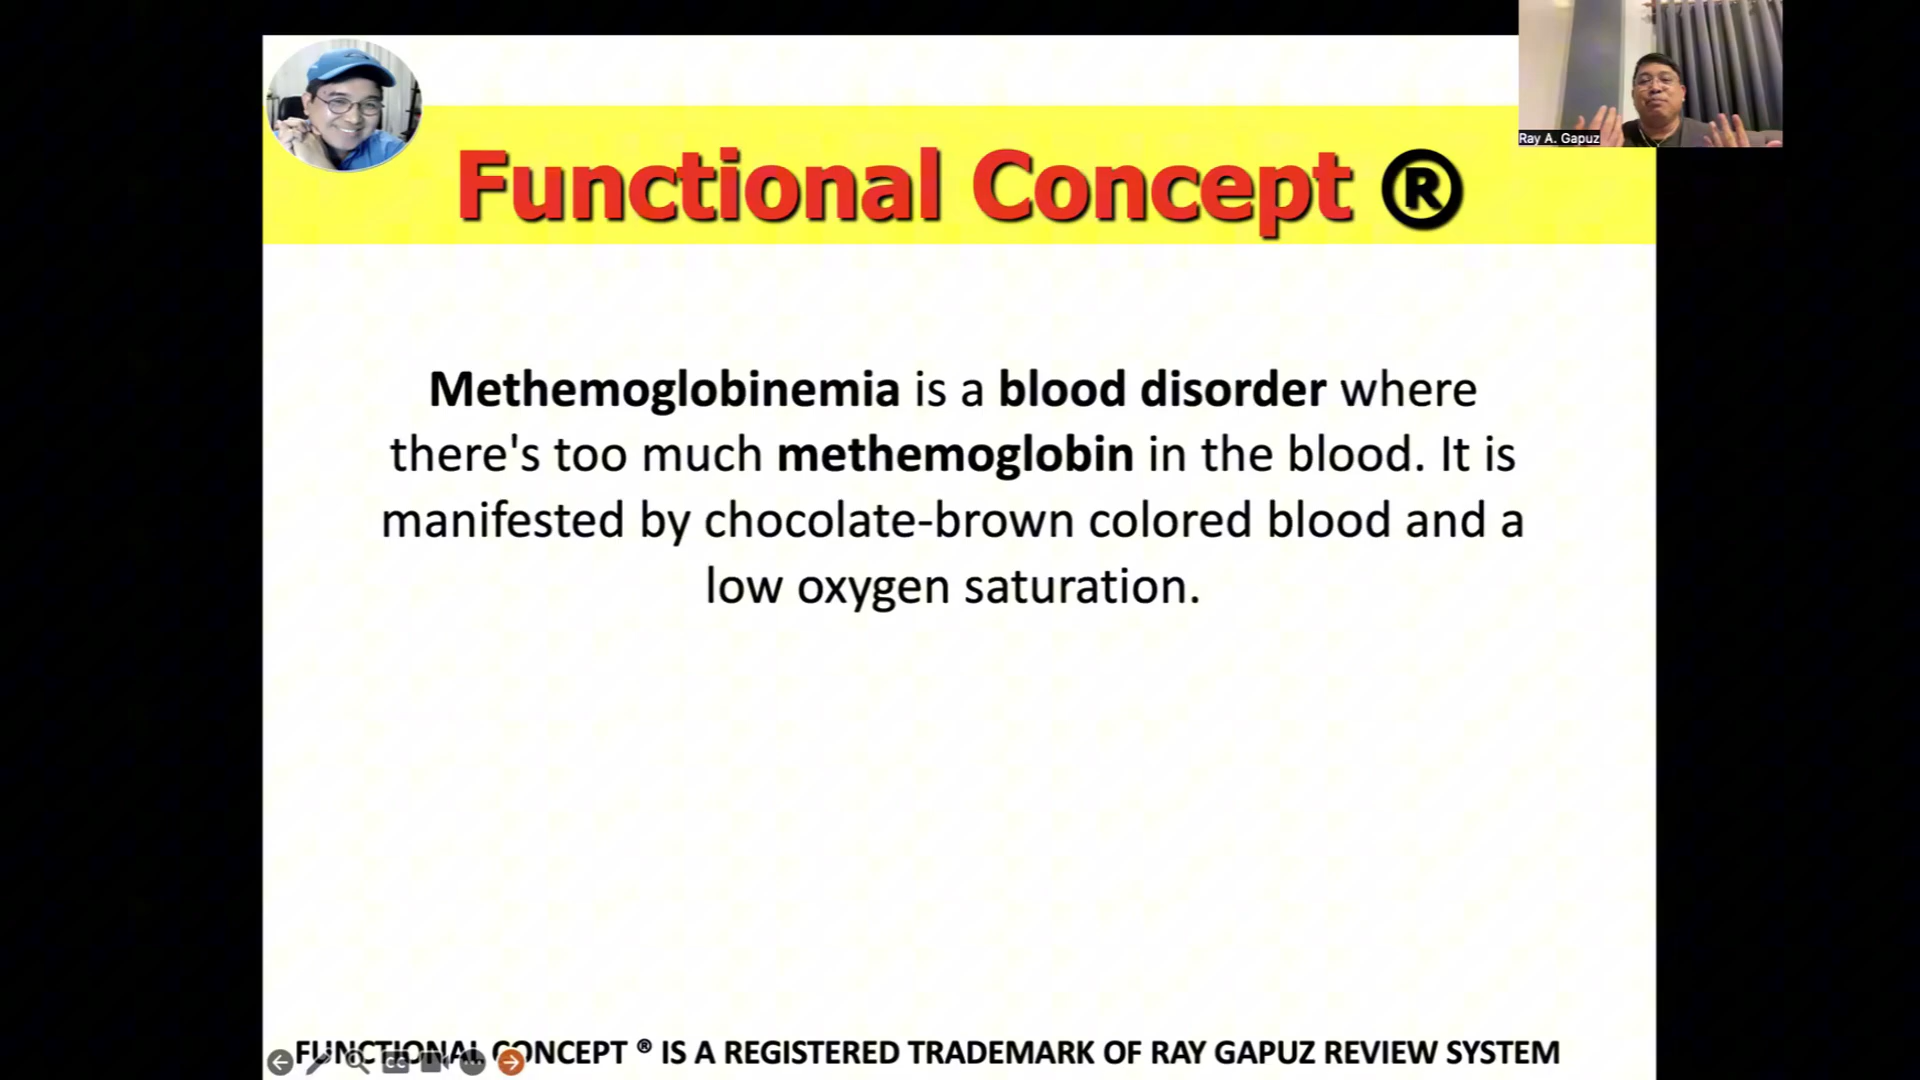 Ray A. Gapuz
Functional Concept ®
Methemoglobinemia is a blood disorder where
there's too much methemoglobin in the blood. It is
manifested by chocolate-brown colored blood and a
low oxygen saturation.
FUNCTIONAL CONCEPT ® IS A REGISTERED TRADEMARK OF RAY GAPUZ REVIEW SYSTEM
CC